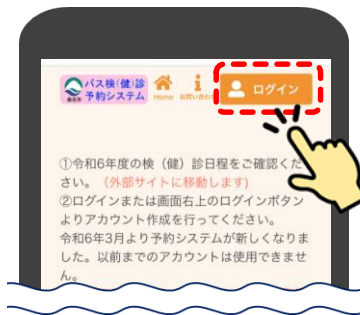 バス検(健)診
予約システム
Home
ログイン
①令和6年度の検（健）診日程をご確認くだ
さい。（外部サイトに移動します)
②ログインまたは画面右上のログインボタン
よりアカウント作成を行ってください。
令和6年3月より予約システムが新しくなりま
した。以前までのアカウントは使用できませ
ん。